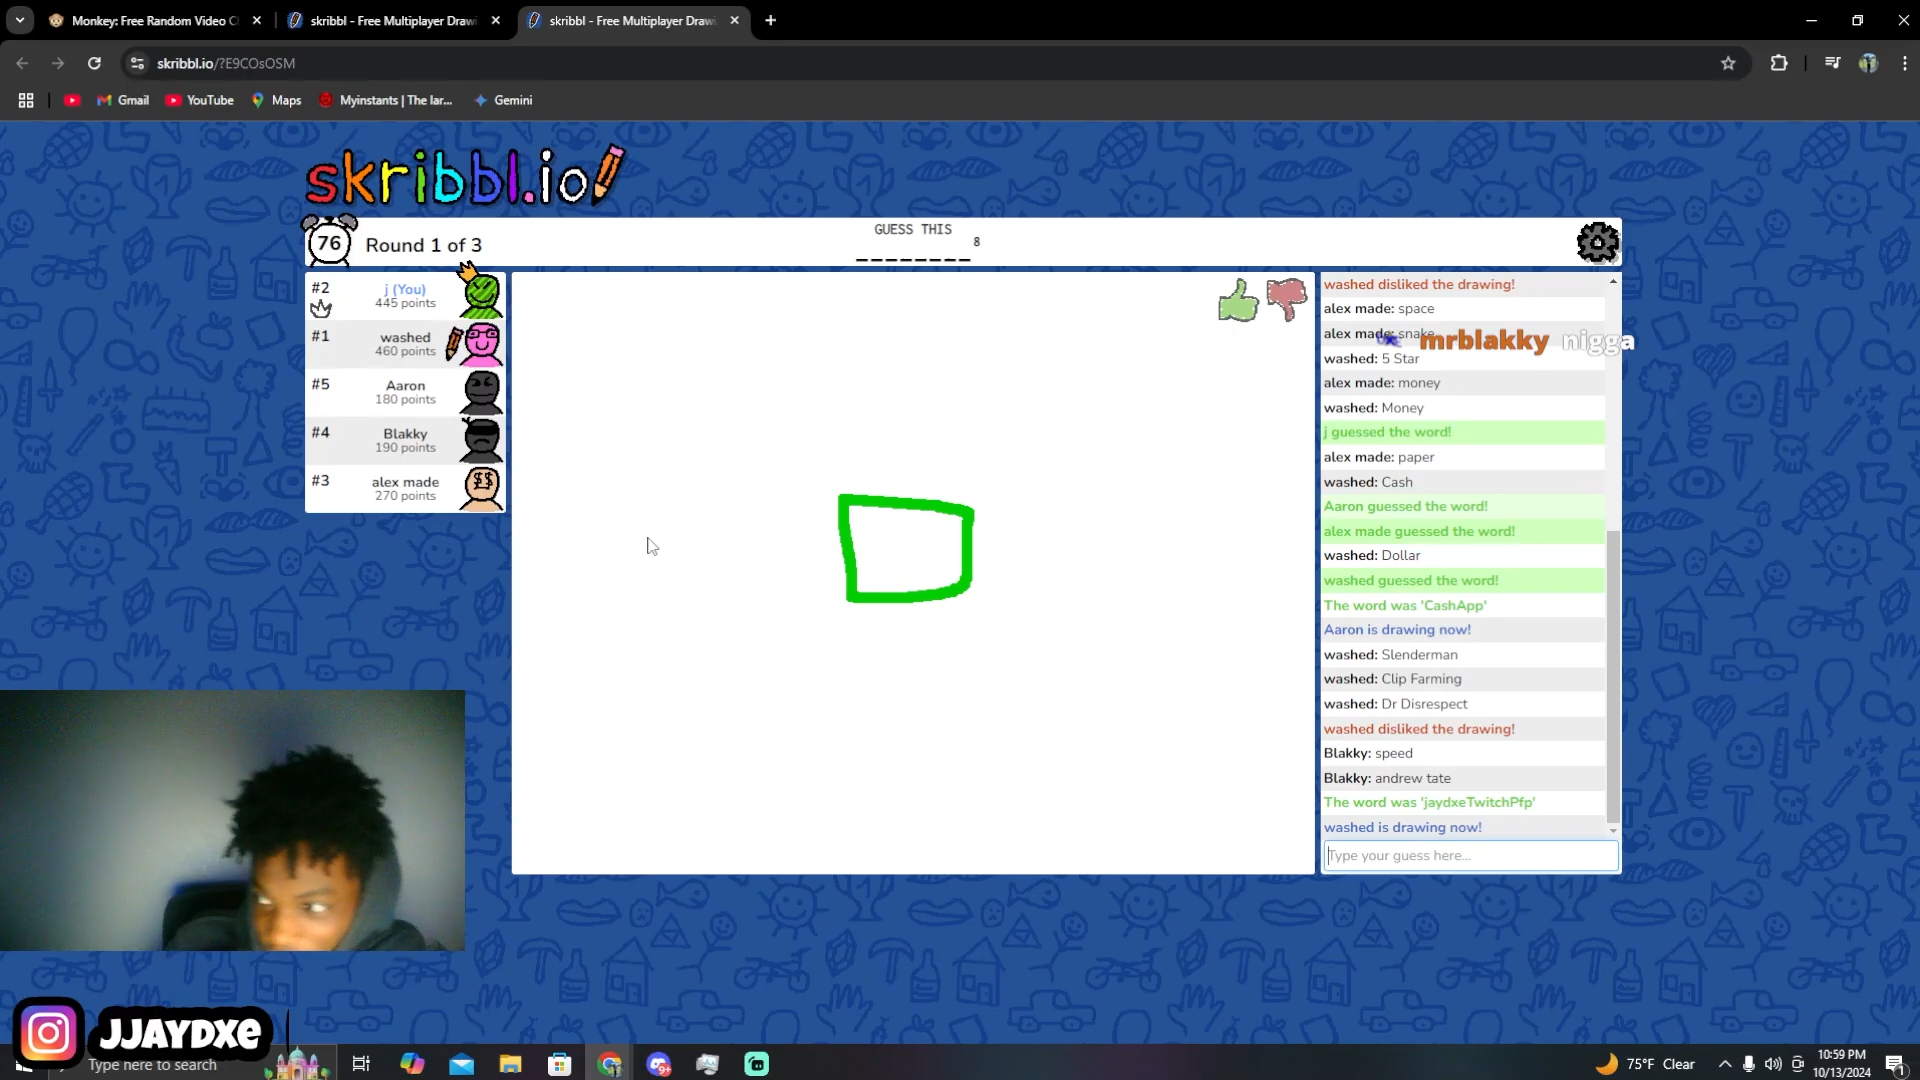 Monkey: Free Random Video C
skribbl - Free Multiplayer Drawi
skribbl - Free Multiplayer Draw
skribbl.io/?E9COsOSM
Gmail
YouTube
Maps
Myinstants | The lar...
Gemini
skribbl.io
76
Round 1 of 3
GUESS THIS
________ 8
#2
j (You)
445 points
#1
washed
460 points
#5
Aaron
180 points
#4
Blakky
190 points
#3
alex made
270 points
washed disliked the drawing!
alex made: space
alex made: snake
mrblakky nigga
washed: 5 Star
alex made: money
washed: Money
j guessed the word!
alex made: paper
washed: Cash
Aaron guessed the word!
alex made guessed the word!
washed: Dollar
washed guessed the word!
The word was 'CashApp'
Aaron is drawing now!
washed: Slenderman
washed: Clip Farming
washed: Dr Disrespect
washed disliked the drawing!
Blakky: speed
Blakky: andrew tate
The word was 'jaydxeTwitchPfp'
washed is drawing now!
Type your guess here...
JJAYDXE
Type here to search
9+
75°F Clear
10:59 PM
10/13/2024
1